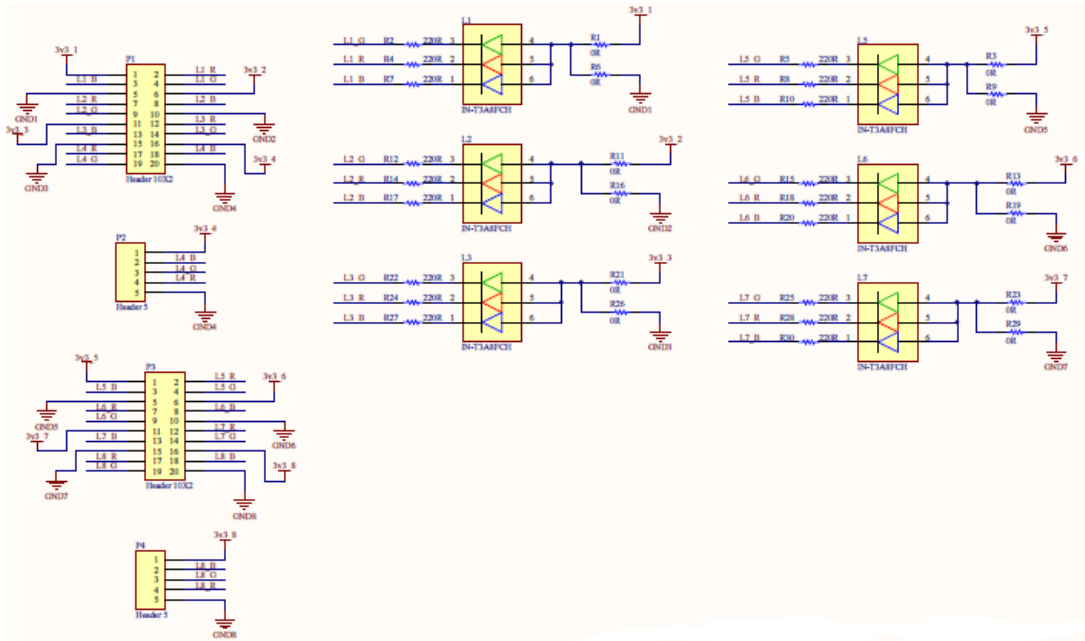 3v3_1
P1
1 2 L1_R 3v3_2
L1_B 3 4 L1_G
5 6
GND1 L2_R 7 8 L2_B
L2_G 9 10
3v3_3 11 12 L3_R GND2
L3_B 13 14 L3_G
15 16
L4_R 17 18 L4_B 3v3_4
GND3 L4_G 19 20
Header 10X2
GND4
3v3_4
P2
1
2 L4_B
3 L4_G
4 L4_R
5
Header 5
GND4
3v3_5
P3
1 2 L5_R 3v3_6
L5_B 3 4 L5_G
5 6
GND5 L6_R 7 8 L6_B
L6_G 9 10
3v3_7 11 12 L7_R GND6
L7_B 13 14 L7_G
15 16
L8_R 17 18 L8_B 3v3_8
GND7 L8_G 19 20
Header 10X2
GND8
3v3_8
P4
1
2 L8_B
3 L8_G
4 L8_R
5
Header 5
GND8
L1 3v3_1
L1_G R2 220R 3 4 R1
L1_R R4 220R 2 5 0R
L1_B R7 220R 1 6 R6
0R
IN-T3A8FCH GND1
L2 3v3_2
L2_G R12 220R 3 4 R11
L2_R R14 220R 2 5 0R
L2_B R17 220R 1 6 R16
0R
IN-T3A8FCH GND2
L3 3v3_3
L3_G R22 220R 3 4 R21
L3_R R24 220R 2 5 0R
L3_B R27 220R 1 6 R26
0R
IN-T3A8FCH GND3
L5 3v3_5
L5_G R5 220R 3 4 R3
L5_R R8 220R 2 5 0R
L5_B R10 220R 1 6 R9
0R
IN-T3A8FCH GND5
L6 3v3_6
L6_G R15 220R 3 4 R13
L6_R R18 220R 2 5 0R
L6_B R20 220R 1 6 R19
0R
IN-T3A8FCH GND6
L7 3v3_7
L7_G R25 220R 3 4 R23
L7_R R28 220R 2 5 0R
L7_B R30 220R 1 6 R29
0R
IN-T3A8FCH GND7